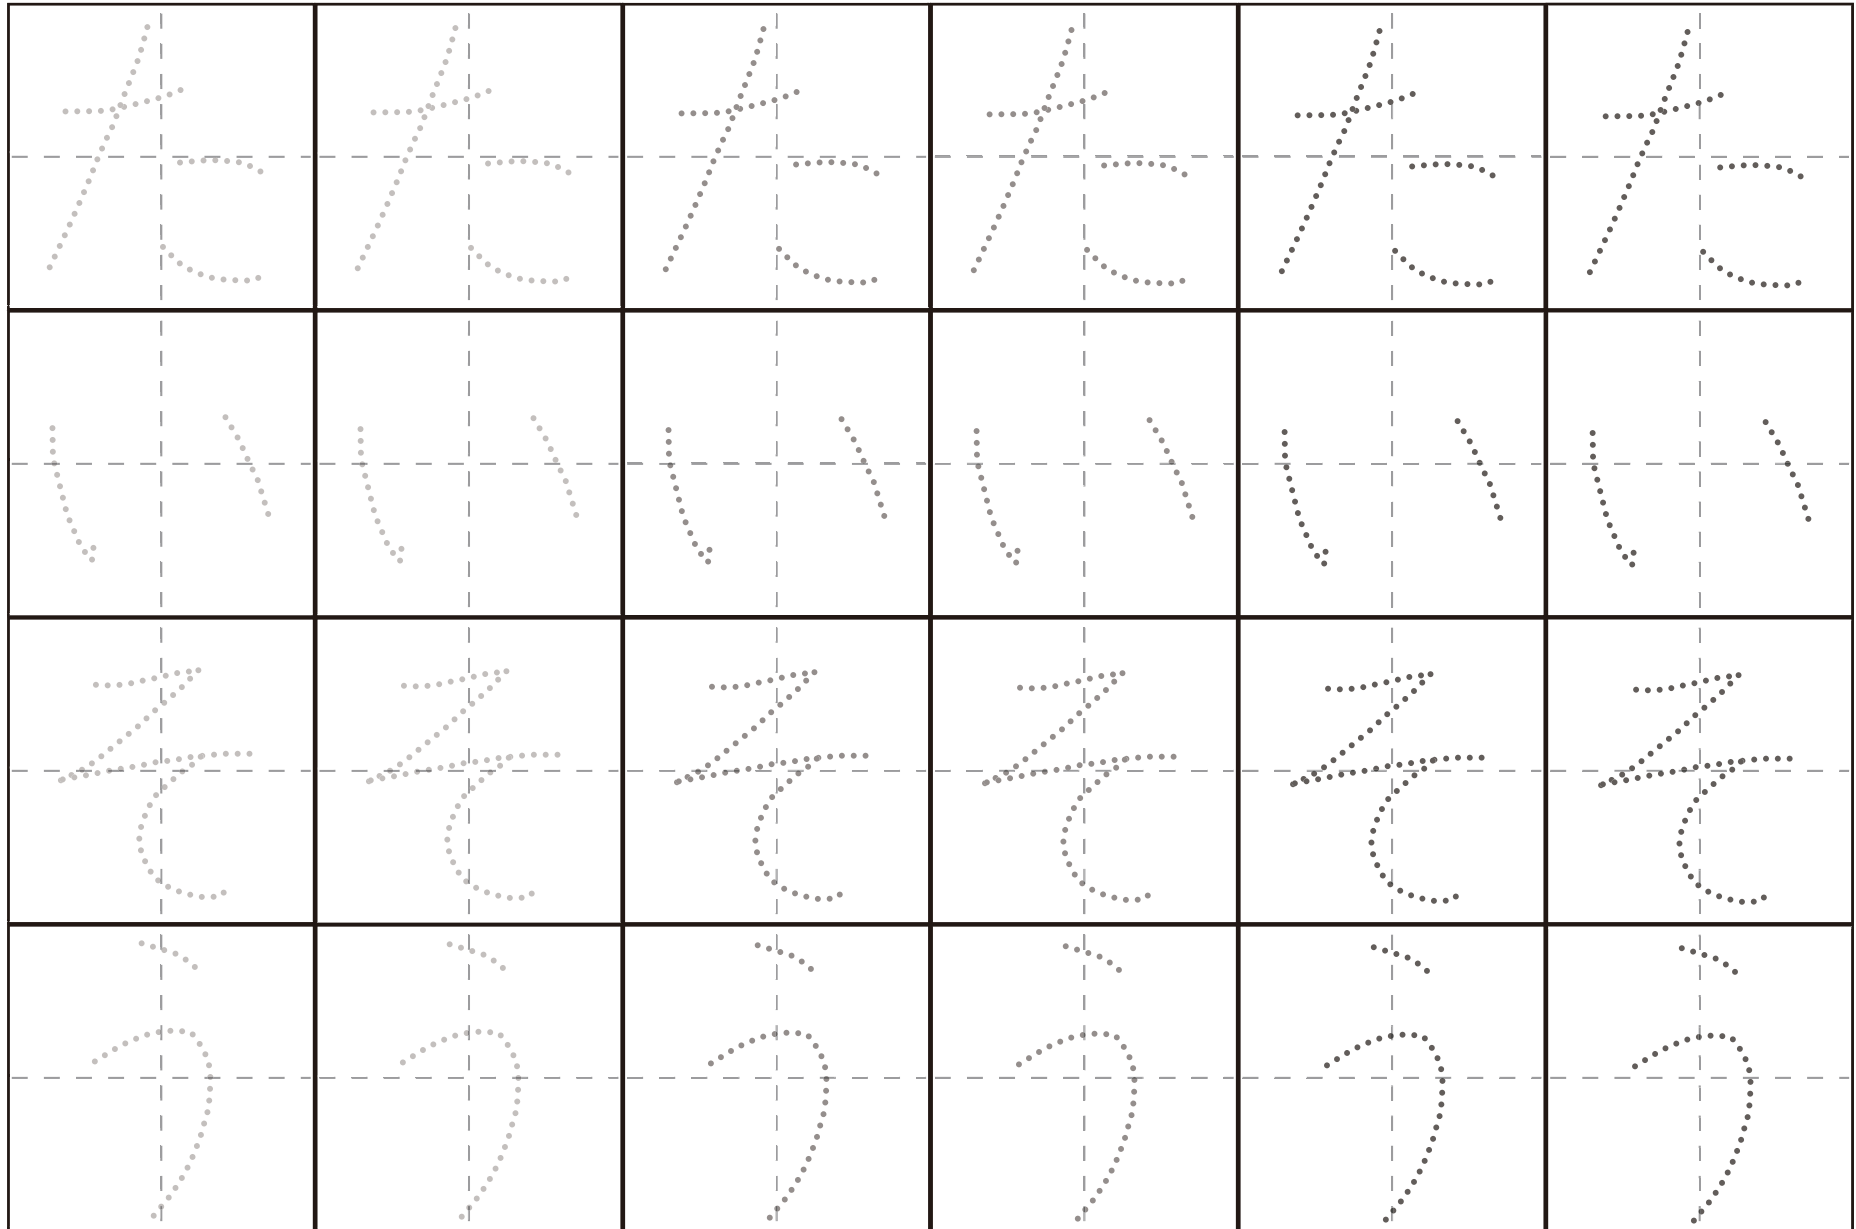 た た た た た た
い い い い い い
そ そ そ そ そ そ
う う う う う う